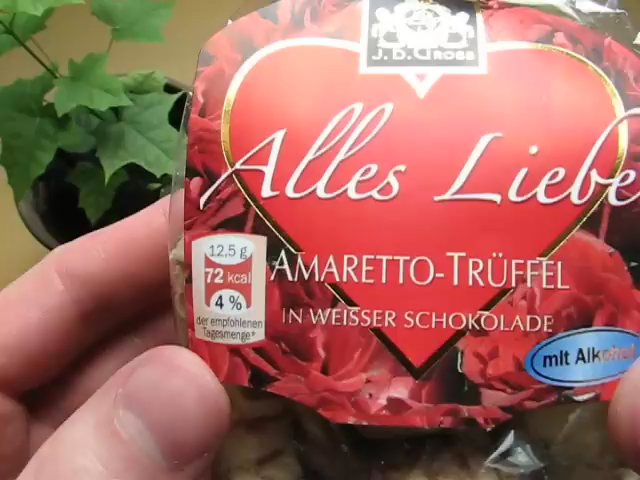 J. D. GROSS
Alles Liebe
AMARETTO-TRÜFFEL
IN WEISSER SCHOKOLADE
12,5 g
72 kcal
4 %
der empfohlenen
Tagesmenge*
mit Alkohol